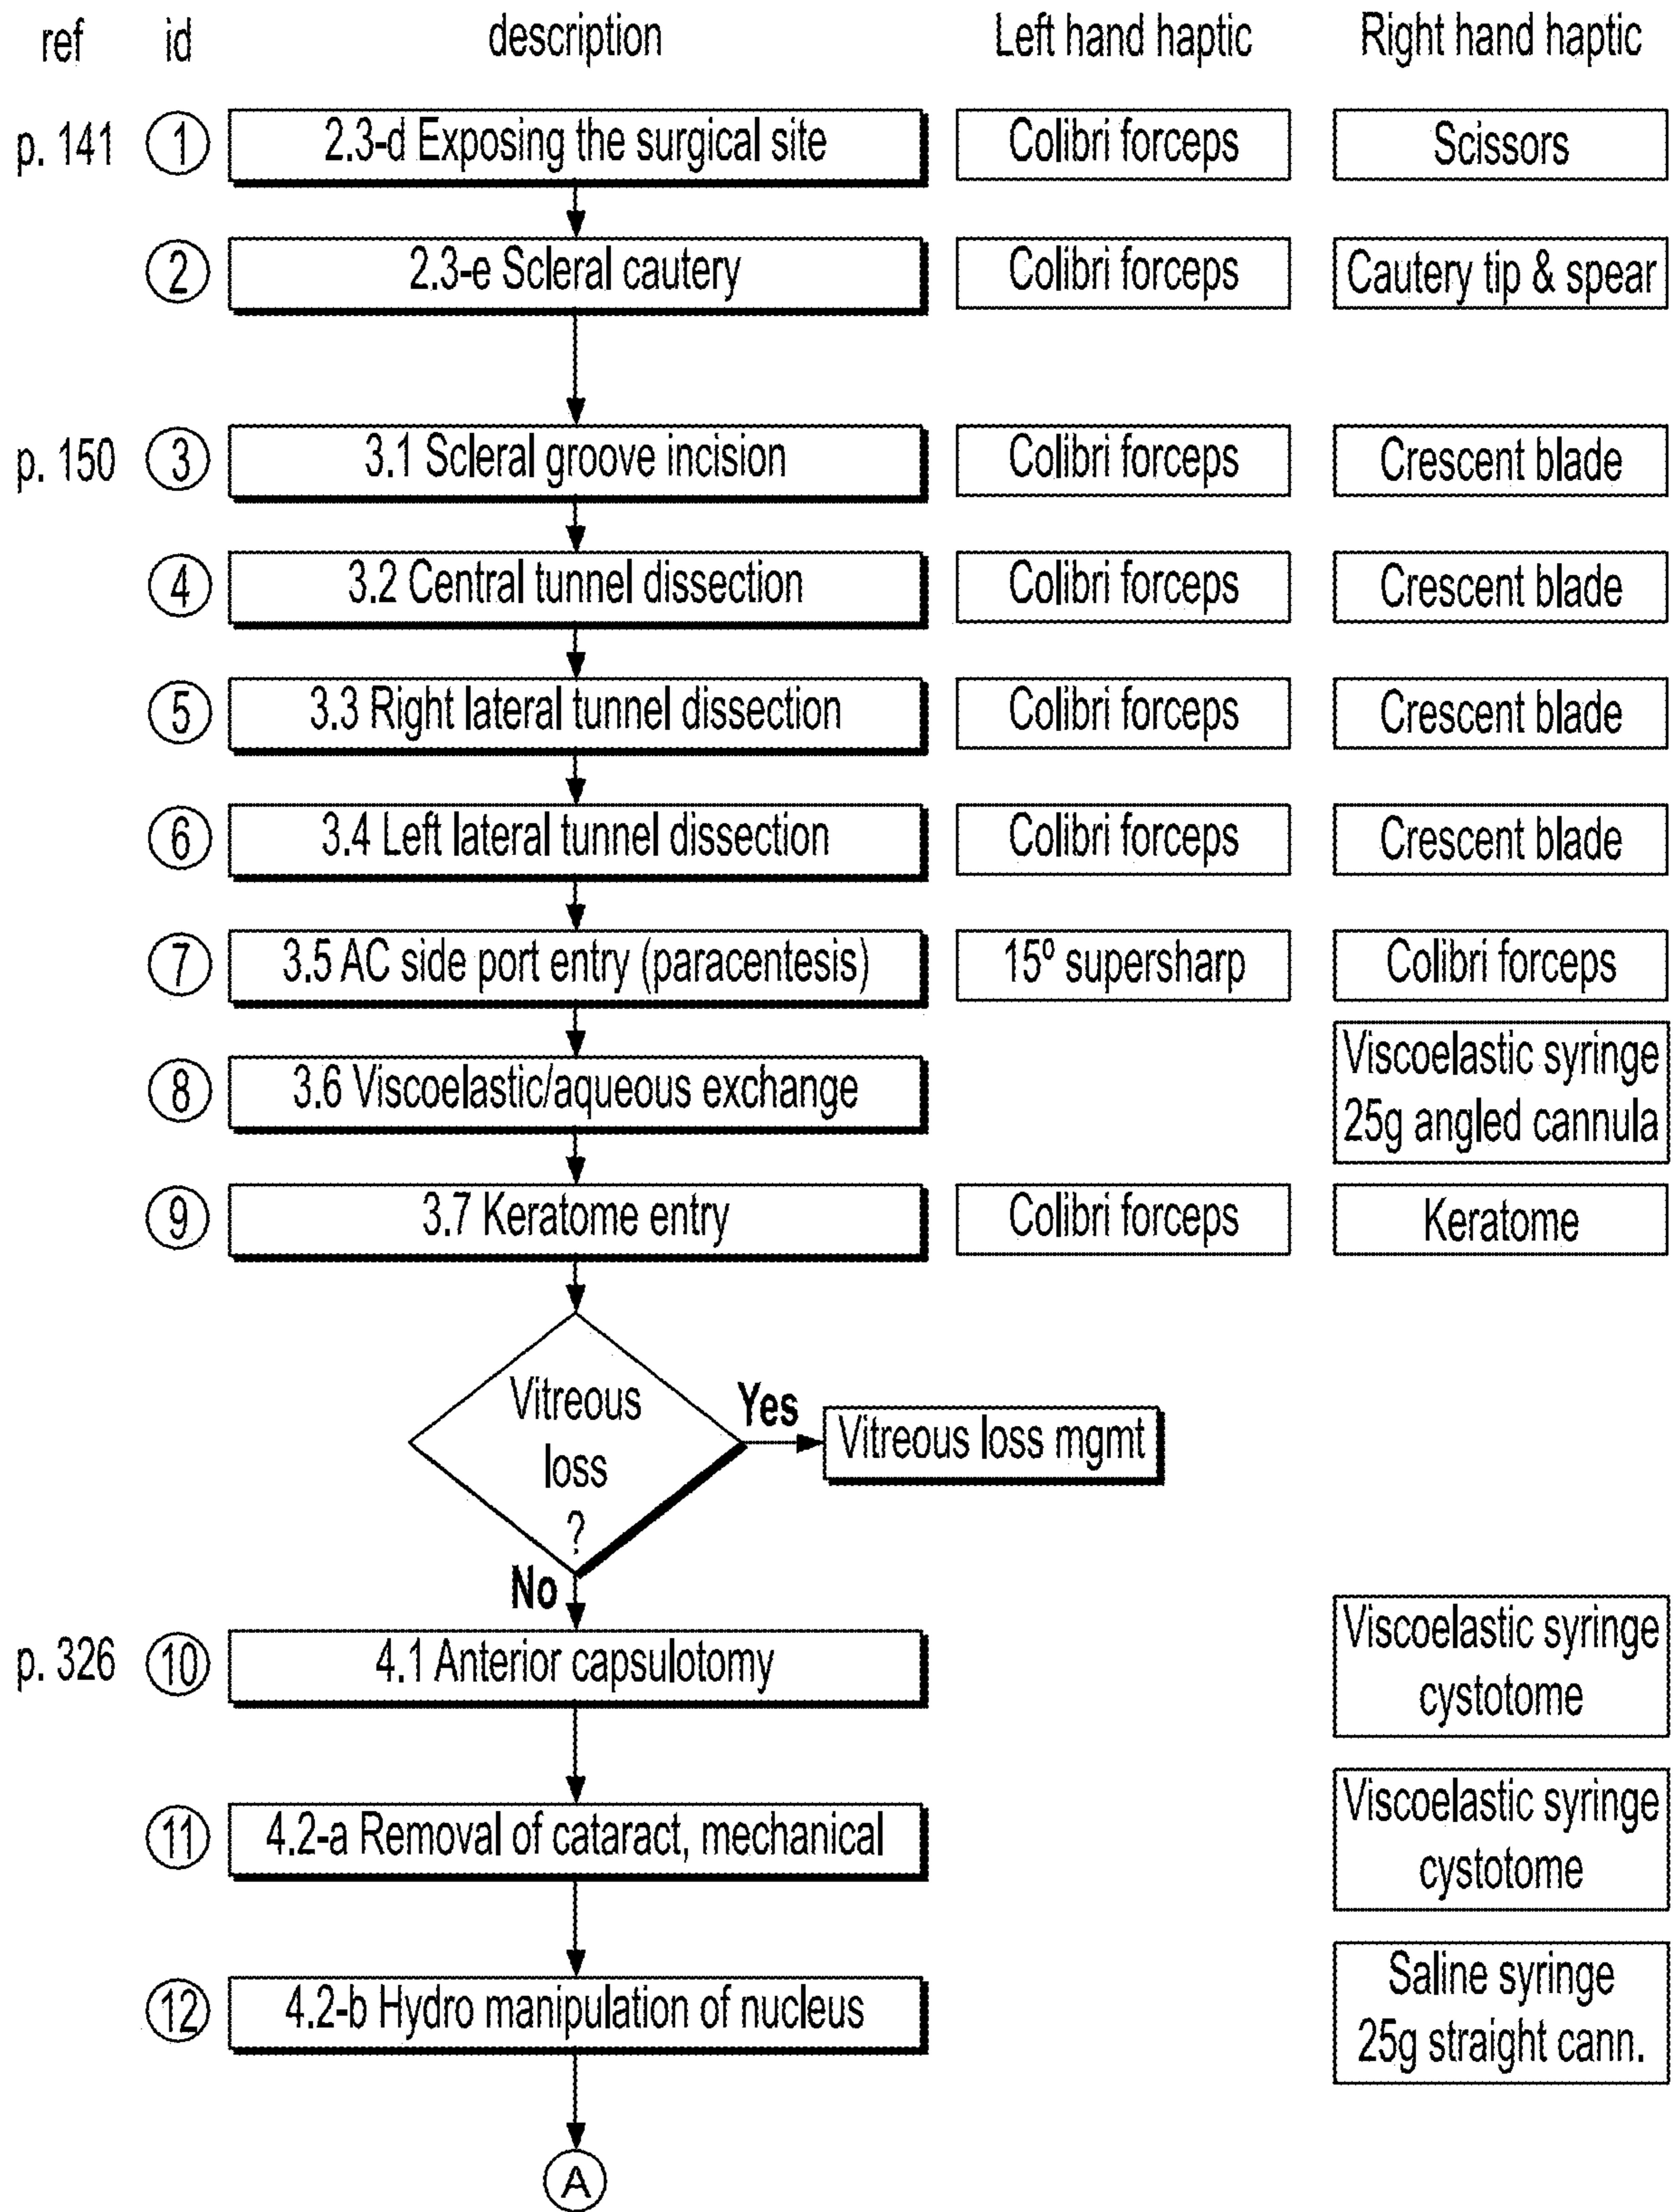 ref id description Left hand haptic Right hand haptic
p. 141 1 2.3-d Exposing the surgical site Colibri forceps Scissors
2 2.3-e Scleral cautery Colibri forceps Cautery tip & spear
p. 150 3 3.1 Scleral groove incision Colibri forceps Crescent blade
4 3.2 Central tunnel dissection Colibri forceps Crescent blade
5 3.3 Right lateral tunnel dissection Colibri forceps Crescent blade
6 3.4 Left lateral tunnel dissection Colibri forceps Crescent blade
7 3.5 AC side port entry (paracentesis) 15º supersharp Colibri forceps
8 3.6 Viscoelastic/aqueous exchange
Viscoelastic syringe
25g angled cannula
9 3.7 Keratome entry Colibri forceps Keratome
Vitreous
loss
?
Yes
Vitreous loss mgmt
No
p. 326 10 4.1 Anterior capsulotomy
Viscoelastic syringe
cystotome
11 4.2-a Removal of cataract, mechanical
Viscoelastic syringe
cystotome
12 4.2-b Hydro manipulation of nucleus
Saline syringe
25g straight cann.
A